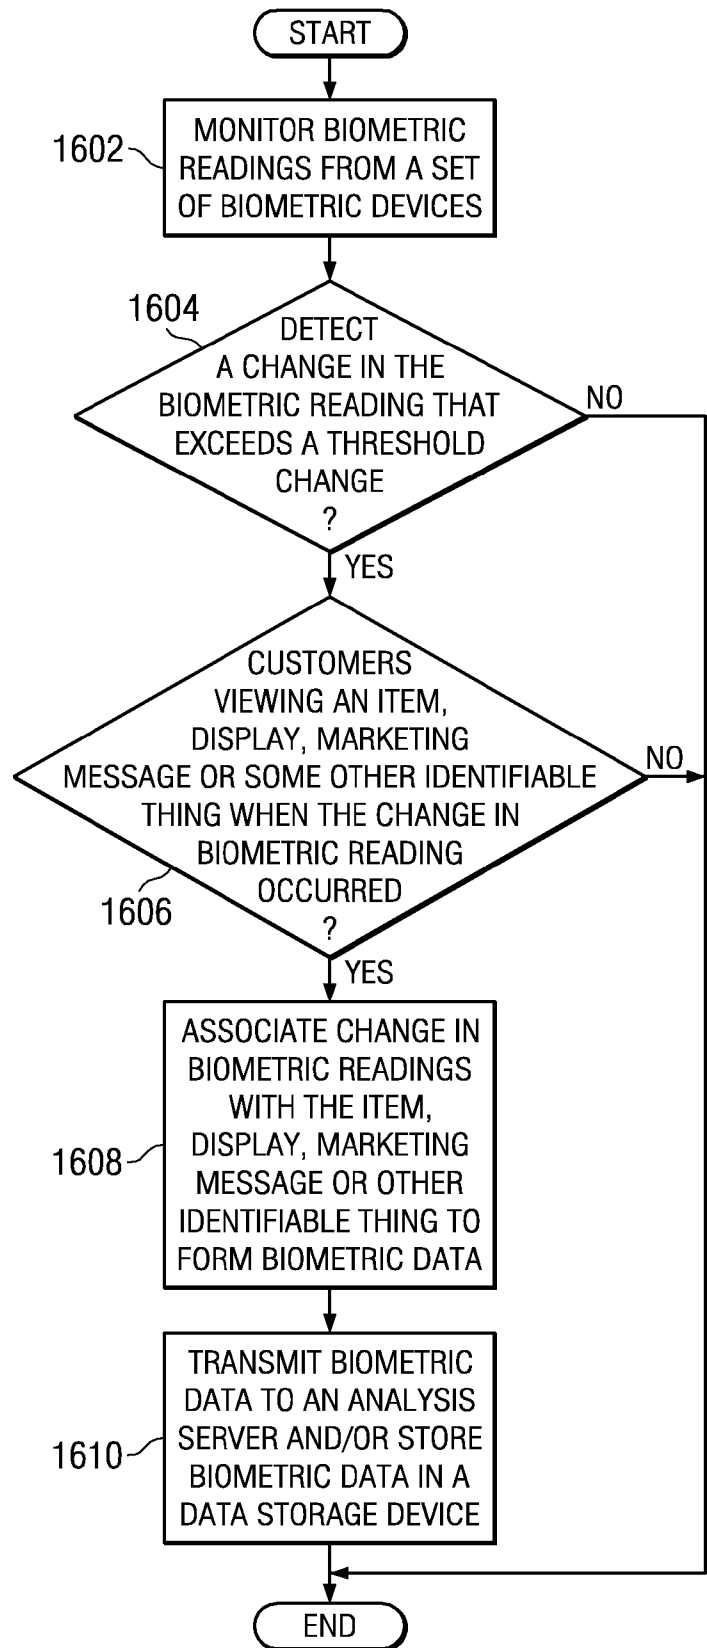 START
1602
MONITOR BIOMETRIC
READINGS FROM A SET
OF BIOMETRIC DEVICES
1604
DETECT
A CHANGE IN THE
BIOMETRIC READING THAT
EXCEEDS A THRESHOLD
CHANGE
?
NO
YES
CUSTOMERS
VIEWING AN ITEM,
DISPLAY, MARKETING
MESSAGE OR SOME OTHER IDENTIFIABLE
THING WHEN THE CHANGE IN
BIOMETRIC READING
OCCURRED
?
NO
1606
YES
1608
ASSOCIATE CHANGE IN
BIOMETRIC READINGS
WITH THE ITEM,
DISPLAY, MARKETING
MESSAGE OR OTHER
IDENTIFIABLE THING TO
FORM BIOMETRIC DATA
1610
TRANSMIT BIOMETRIC
DATA TO AN ANALYSIS
SERVER AND/OR STORE
BIOMETRIC DATA IN A
DATA STORAGE DEVICE
END